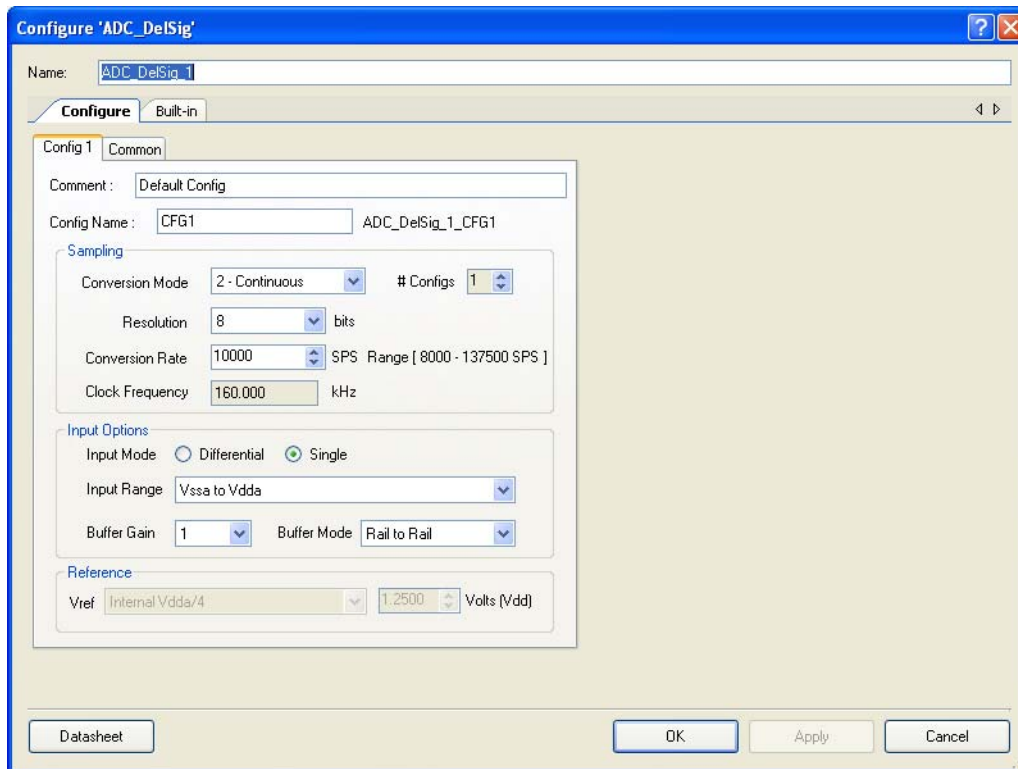 Configure 'ADC_DelSig'
Name: ADC_DelSig_1
Configure Built-in
Config 1 Common
Comment : Default Config
Config Name : CFG1 ADC_DelSig_1_CFG1
Sampling
Conversion Mode 2 - Continuous # Configs 1
Resolution 8 bits
Conversion Rate 10000 SPS Range [ 8000 - 137500 SPS ]
Clock Frequency 160.000 kHz
Input Options
Input Mode Differential Single
Input Range Vssa to Vdda
Buffer Gain 1 Buffer Mode Rail to Rail
Reference
Vref Internal Vdda/4 1.2500 Volts (Vdd)
Datasheet OK Apply Cancel